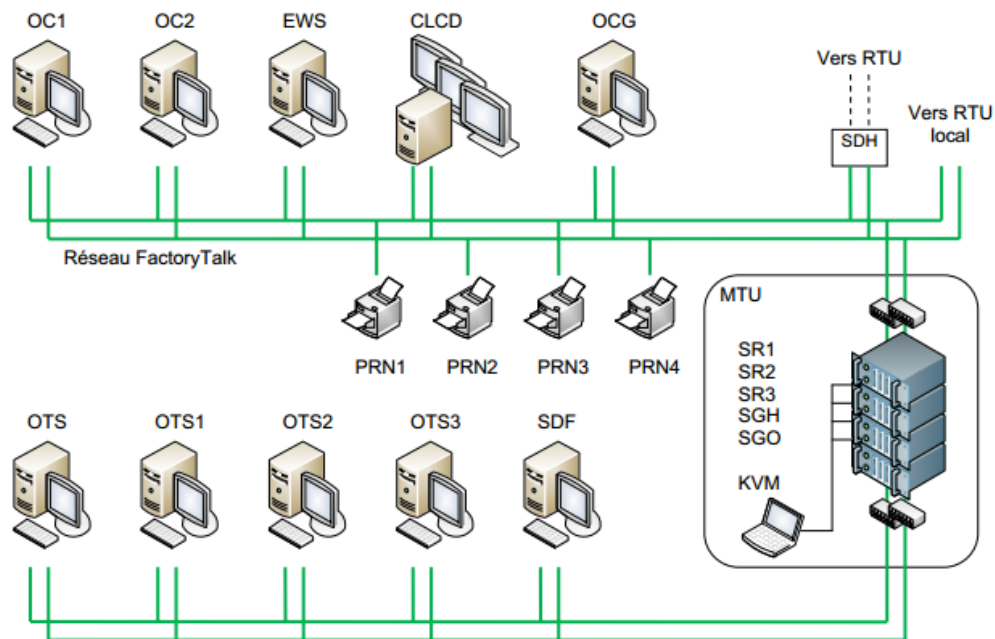 OC1
OC2
EWS
CLCD
OCG
Vers RTU
Vers RTU
local
SDH
Réseau FactoryTalk
MTU
PRN1
PRN2
PRN3
PRN4
SR1
SR2
SR3
SGH
SGO
KVM
OTS
OTS1
OTS2
OTS3
SDF